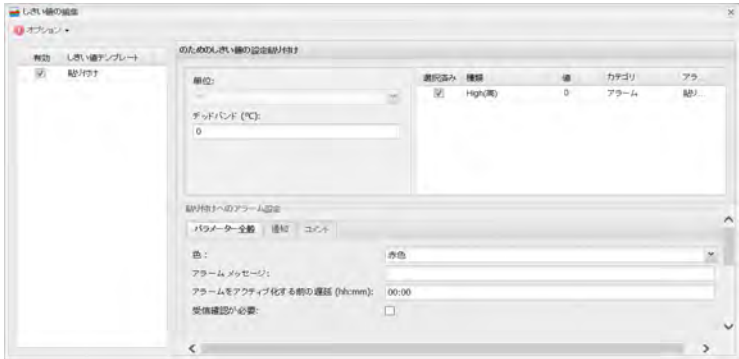 しきい値の編集
オプション
有効 しきい値テンプレート
貼り付け
のためのしきい値の設定貼り付け
単位:
デッドバンド (℃):
0
選択済み 種類 値 カテゴリ アラ...
High(高) 0 アラーム 貼り...
貼り付けへのアラーム設定
パラメーター全般 通知 コメント
色: 赤色
アラーム メッセージ:
アラームをアクティブ化する前の遅延 (hh:mm): 00:00
受信確認が必要: